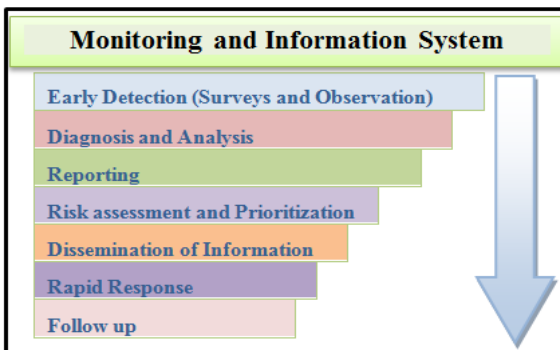 Monitoring and Information System
Early Detection (Surveys and Observation)
Diagnosis and Analysis
Reporting
Risk assessment and Prioritization
Dissemination of Information
Rapid Response
Follow up